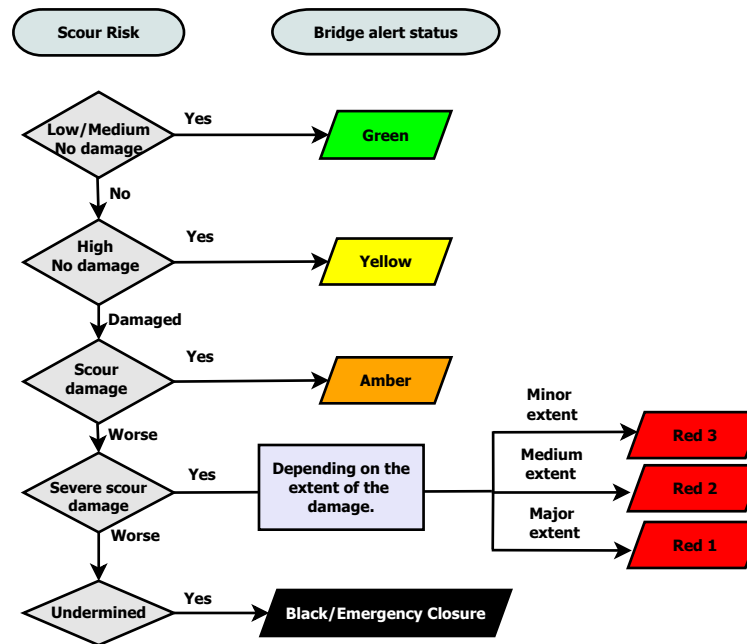 Scour Risk
Bridge alert status
Low/Medium
No damage
Yes
Green
No
High
No damage
Yes
Yellow
Damaged
Scour
damage
Yes
Amber
Worse
Severe scour
damage
Yes
Depending on the
extent of the
damage.
Minor
extent
Red 3
Medium
extent
Red 2
Major
extent
Red 1
Worse
Undermined
Yes
Black/Emergency Closure